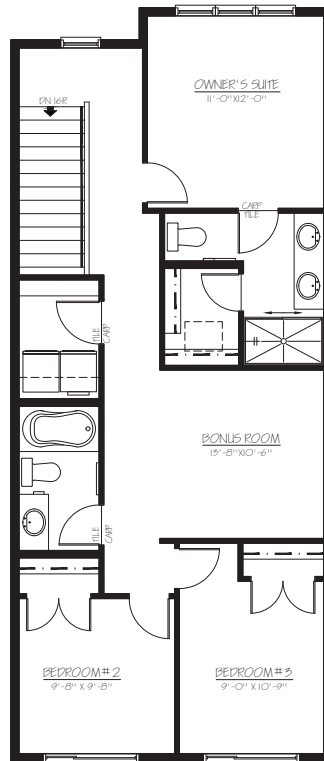 OWNER'S SUITE
11'-0"X12'-0"
DN 16R
CARP
TILE
TILE
CARP
BONUS ROOM
13'-8"X10'-6"
TILE
CARP
BEDROOM#2
9'-8" X 9'-8"
BEDROOM#3
9'-0" X 10'-9"